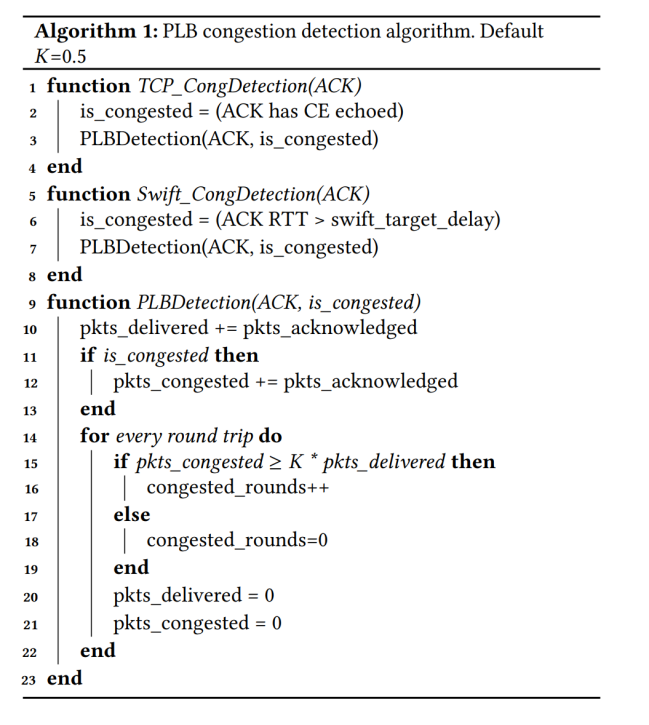 Algorithm 1: PLB congestion detection algorithm. Default
K=0.5
1 function TCP_CongDetection(ACK)
2 is_congested = (ACK has CE echoed)
3 PLBDetection(ACK, is_congested)
4 end
5 function Swift_CongDetection(ACK)
6 is_congested = (ACK RTT > swift_target_delay)
7 PLBDetection(ACK, is_congested)
8 end
9 function PLBDetection(ACK, is_congested)
10 pkts_delivered += pkts_acknowledged
11 if is_congested then
12 pkts_congested += pkts_acknowledged
13 end
14 for every round trip do
15 if pkts_congested ≥ K * pkts_delivered then
16 congested_rounds++
17 else
18 congested_rounds=0
19 end
20 pkts_delivered = 0
21 pkts_congested = 0
22 end
23 end